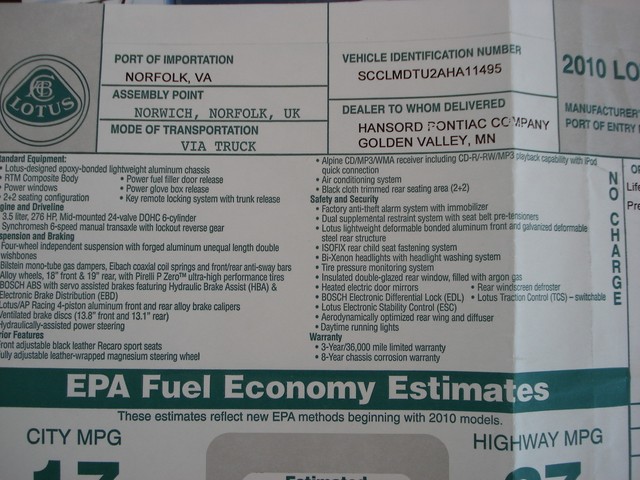 LOTUS
PORT OF IMPORTATION
NORFOLK, VA
ASSEMBLY POINT
NORWICH, NORFOLK, UK
MODE OF TRANSPORTATION
VIA TRUCK
VEHICLE IDENTIFICATION NUMBER
SCCLMDTU2AHA11495
DEALER TO WHOM DELIVERED
HANSORD PONTIAC COMPANY
GOLDEN VALLEY, MN
2010 LO
MANUFACTURER'
PORT OF ENTRY
tandard Equipment:
• Lotus-designed epoxy-bonded lightweight aluminum chassis
• RTM Composite Body
• Power fuel filler door release
• Power windows
• Power glove box release
• 2+2 seating configuration
• Key remote locking system with trunk release
gine and Driveline
3.5 liter, 276 HP, Mid-mounted 24-valve DOHC 6-cylinder
Synchromesh 6-speed manual transaxle with lockout reverse gear
spension and Braking
Four-wheel independent suspension with forged aluminum unequal length double
wishbones
Bilstein mono-tube gas dampers, Eibach coaxial coil springs and front/rear anti-sway bars
Alloy wheels, 18" front & 19" rear, with Pirelli P Zero™ ultra-high performance tires
BOSCH ABS with servo assisted brakes featuring Hydraulic Brake Assist (HBA) &
Electronic Brake Distribution (EBD)
Lotus/AP Racing 4-piston aluminum front and rear alloy brake calipers
Ventilated brake discs (13.8" front and 13.1" rear)
Hydraulically-assisted power steering
rior Features
Front adjustable black leather Recaro sport seats
Fully adjustable leather-wrapped magnesium steering wheel
• Alpine CD/MP3/WMA receiver including CD-R/-RW/MP3 playback capability with iPod
quick connection
• Air conditioning system
• Black cloth trimmed rear seating area (2+2)
Safety and Security
• Factory anti-theft alarm system with immobilizer
• Dual supplemental restraint system with seat belt pre-tensioners
• Lotus lightweight deformable bonded aluminum front and galvanized deformable
steel rear structure
• ISOFIX rear child seat fastening system
• Bi-Xenon headlights with headlight washing system
• Tire pressure monitoring system
• Insulated double-glazed rear window, filled with argon gas
• Heated electric door mirrors
• Rear windscreen defroster
• BOSCH Electronic Differential Lock (EDL)
• Lotus Traction Control (TCS) – switchable
• Lotus Electronic Stability Control (ESC)
• Aerodynamically optimized rear wing and diffuser
• Daytime running lights
Warranty
• 3-Year/36,000 mile limited warranty
• 8-Year chassis corrosion warranty
NO CHARGE
OP
Life
Pre
EPA Fuel Economy Estimates
These estimates reflect new EPA methods beginning with 2010 models.
CITY MPG
17
Estimated
HIGHWAY MPG
27